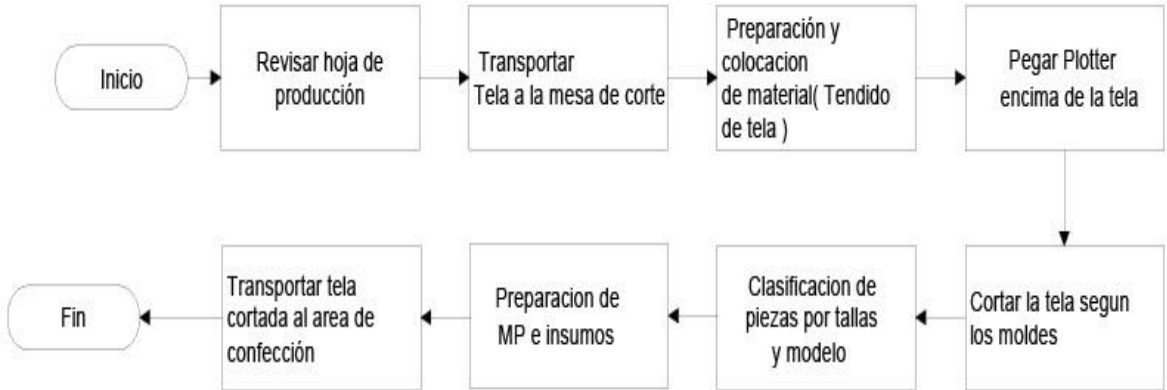 Inicio
Revisar hoja de
producción
Transportar
Tela a la mesa de corte
Preparación y
colocacion
de material( Tendido
de tela )
Pegar Plotter
encima de la tela
Cortar la tela segun
los moldes
Clasificacion de
piezas por tallas
y modelo
Preparacion de
MP e insumos
Transportar tela
cortada al area de
confección
Fin